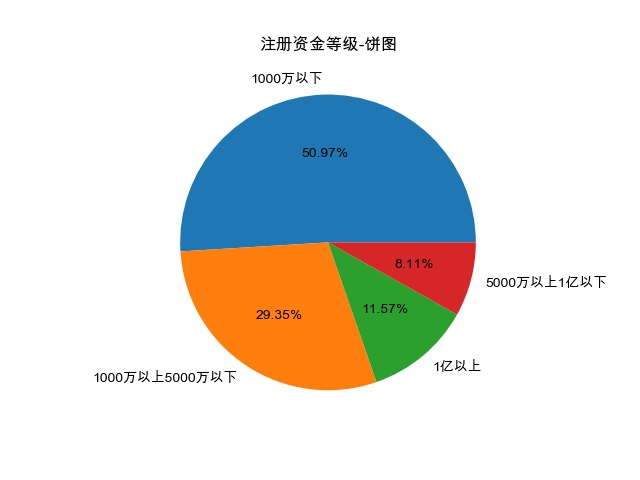 注册资金等级-饼图
1000万以下
50.97%
8.11%
5000万以上1亿以下
11.57%
29.35%
1亿以上
1000万以上5000万以下